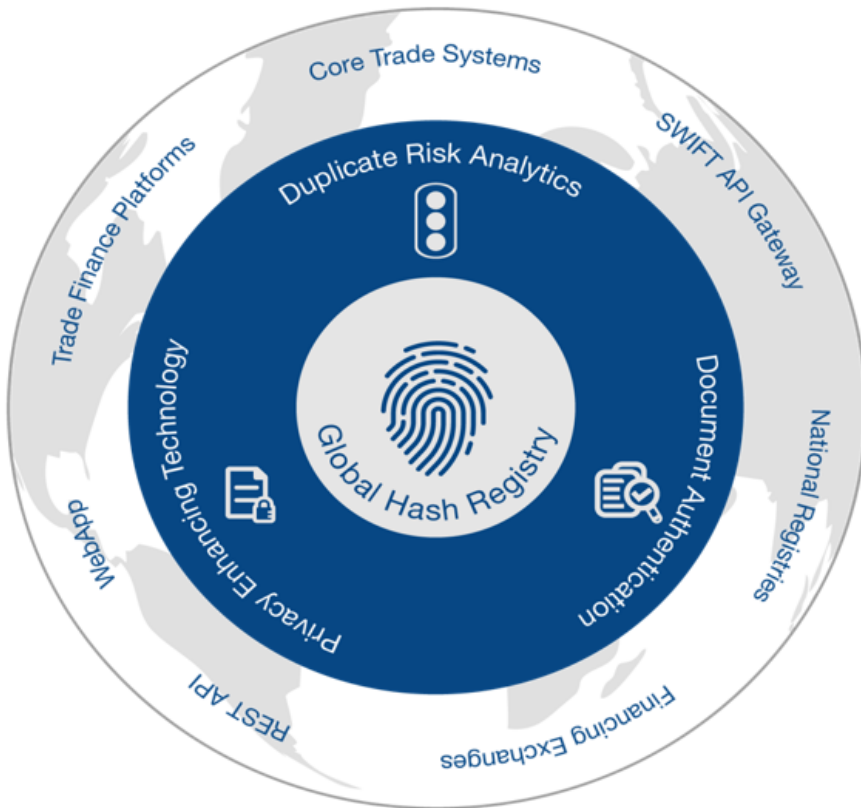 Core Trade Systems
SWIFT API Gateway
National Registries
Financing Exchanges
REST API
WebApp
Trade Finance Platforms
Duplicate Risk Analytics
Document Authentication
Privacy Enhancing Technology
Global Hash Registry